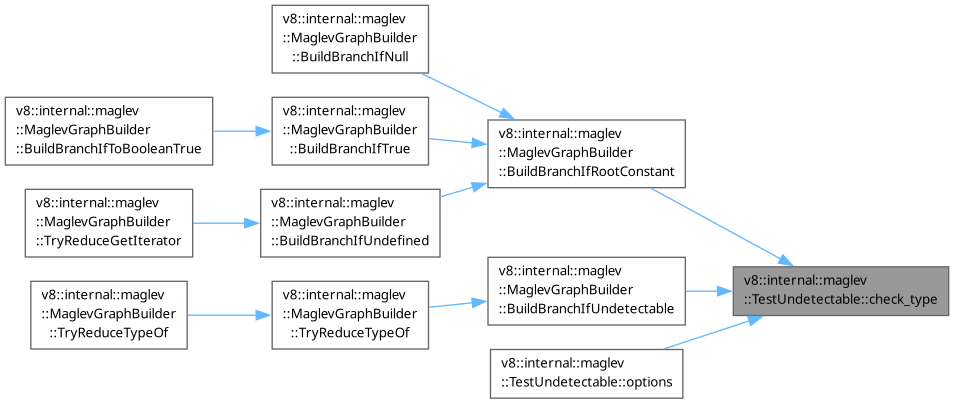 v8::internal::maglev
::MaglevGraphBuilder
::BuildBranchIfNull
v8::internal::maglev
::MaglevGraphBuilder
::BuildBranchIfToBooleanTrue
v8::internal::maglev
::MaglevGraphBuilder
::BuildBranchIfTrue
v8::internal::maglev
::MaglevGraphBuilder
::BuildBranchIfRootConstant
v8::internal::maglev
::MaglevGraphBuilder
::TryReduceGetIterator
v8::internal::maglev
::MaglevGraphBuilder
::BuildBranchIfUndefined
v8::internal::maglev
::MaglevGraphBuilder
::BuildBranchIfUndetectable
v8::internal::maglev
::TestUndetectable::check_type
v8::internal::maglev
::MaglevGraphBuilder
::TryReduceTypeOf
v8::internal::maglev
::MaglevGraphBuilder
::TryReduceTypeOf
v8::internal::maglev
::TestUndetectable::options